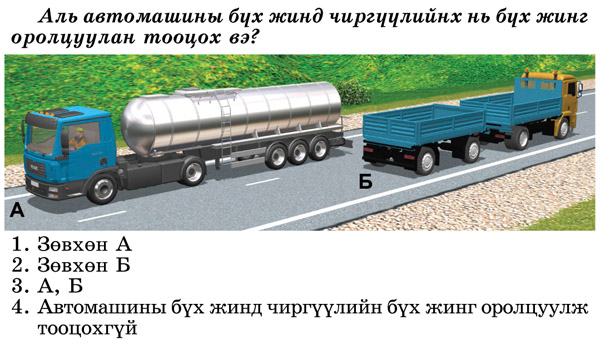 Аль автомашины бүх жинд чиргүүлийнх нь бүх жинг
оролцуулан тооцох вэ?
А
Б
1. Зөвхөн А
2. Зөвхөн Б
3. А, Б
4. Автомашины бүх жинд чиргүүлийн бүх жинг оролцуулж
тооцохгүй